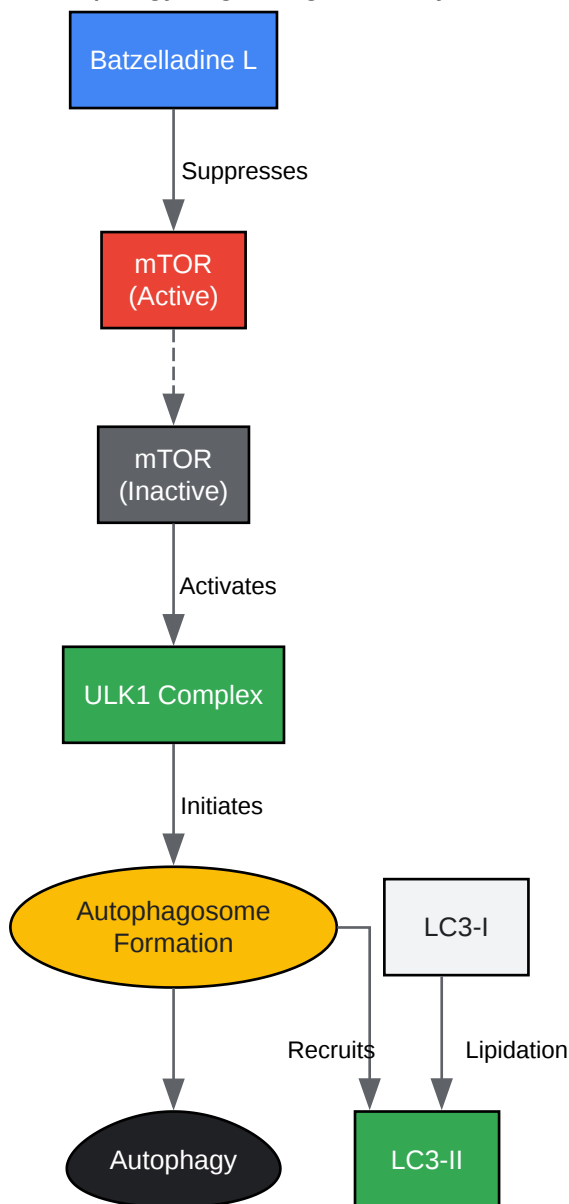 Batzelladine L
Suppresses
mTOR
(Active)
mTOR
(Inactive)
Activates
ULK1 Complex
Initiates
Autophagosome
Formation
LC3-I
Recruits
Lipidation
Autophagy
LC3-II